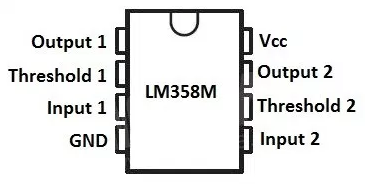 Output 1
Threshold 1
Input 1
GND
LM358M
Vcc
Output 2
Threshold 2
Input 2